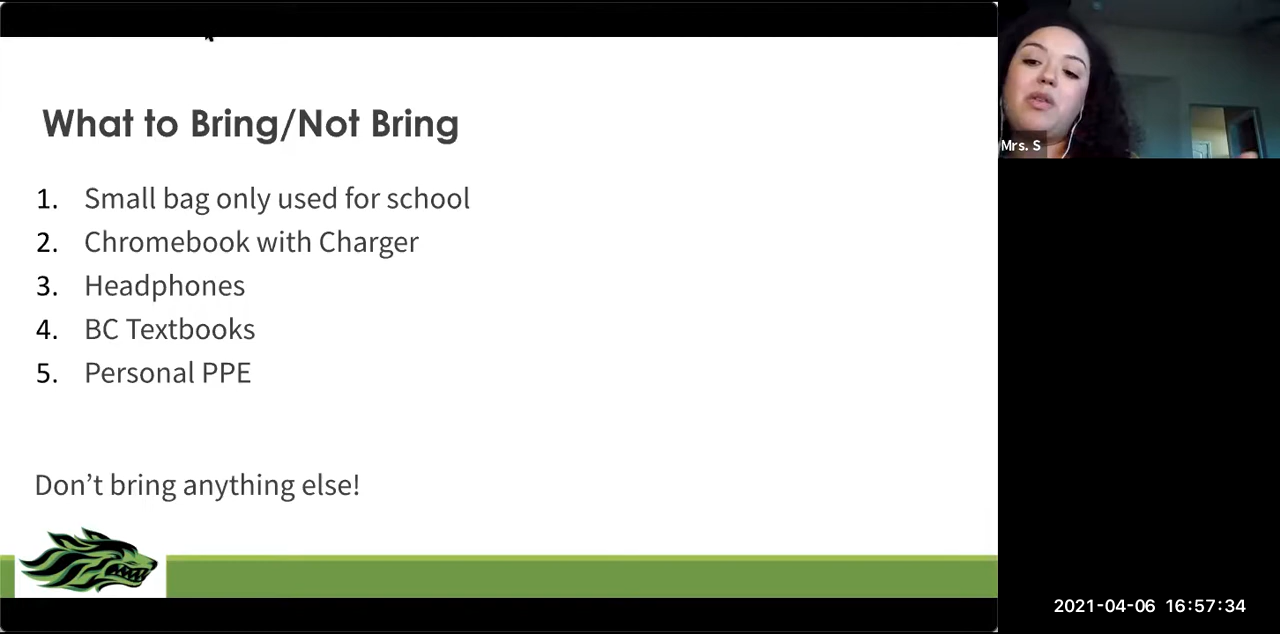 What to Bring/Not Bring
1. Small bag only used for school
2. Chromebook with Charger
3. Headphones
4. BC Textbooks
5. Personal PPE
Don’t bring anything else!
Mrs. S
2021-04-06 16:57:34